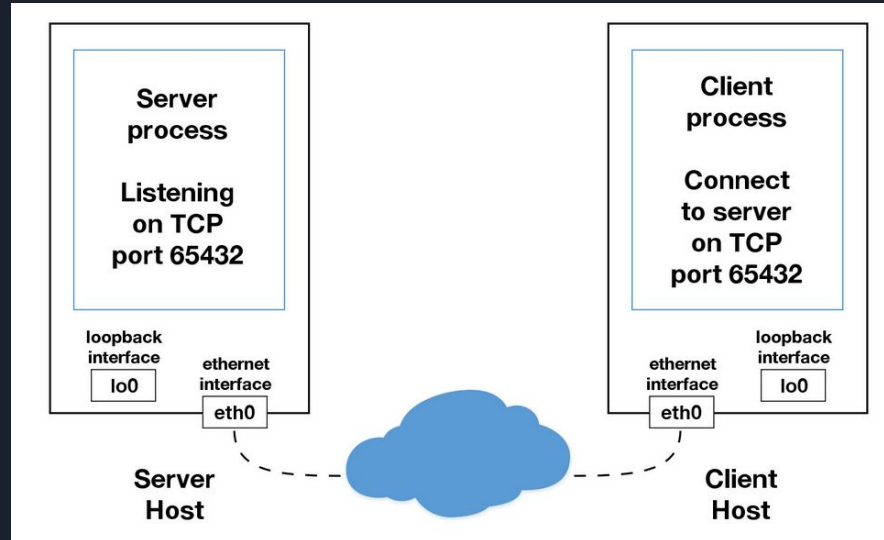 Server
process
Listening
on TCP
port 65432
loopback
interface
lo0
ethernet
interface
eth0
Server
Host
Client
process
Connect
to server
on TCP
port 65432
ethernet
interface
eth0
loopback
interface
lo0
Client
Host